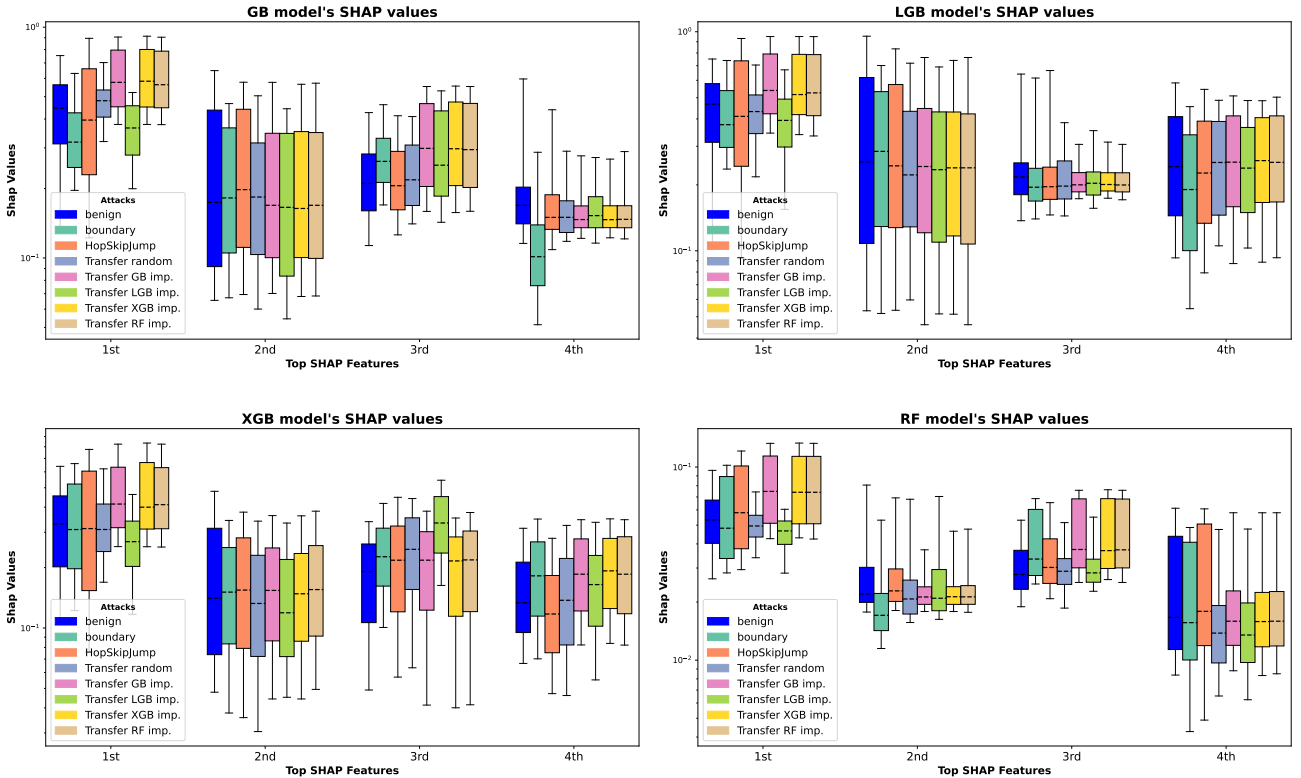 GB model's SHAP values
Shap Values
10⁰
10⁻¹
Attacks
benign
boundary
HopSkipJump
Transfer random
Transfer GB imp.
Transfer LGB imp.
Transfer XGB imp.
Transfer RF imp.
1st 2nd 3rd 4th
Top SHAP Features
LGB model's SHAP values
Shap Values
10⁰
10⁻¹
Attacks
benign
boundary
HopSkipJump
Transfer random
Transfer GB imp.
Transfer LGB imp.
Transfer XGB imp.
Transfer RF imp.
1st 2nd 3rd 4th
Top SHAP Features
XGB model's SHAP values
Shap Values
10⁻¹
Attacks
benign
boundary
HopSkipJump
Transfer random
Transfer GB imp.
Transfer LGB imp.
Transfer XGB imp.
Transfer RF imp.
1st 2nd 3rd 4th
Top SHAP Features
RF model's SHAP values
Shap Values
10⁻¹
10⁻²
Attacks
benign
boundary
HopSkipJump
Transfer random
Transfer GB imp.
Transfer LGB imp.
Transfer XGB imp.
Transfer RF imp.
1st 2nd 3rd 4th
Top SHAP Features